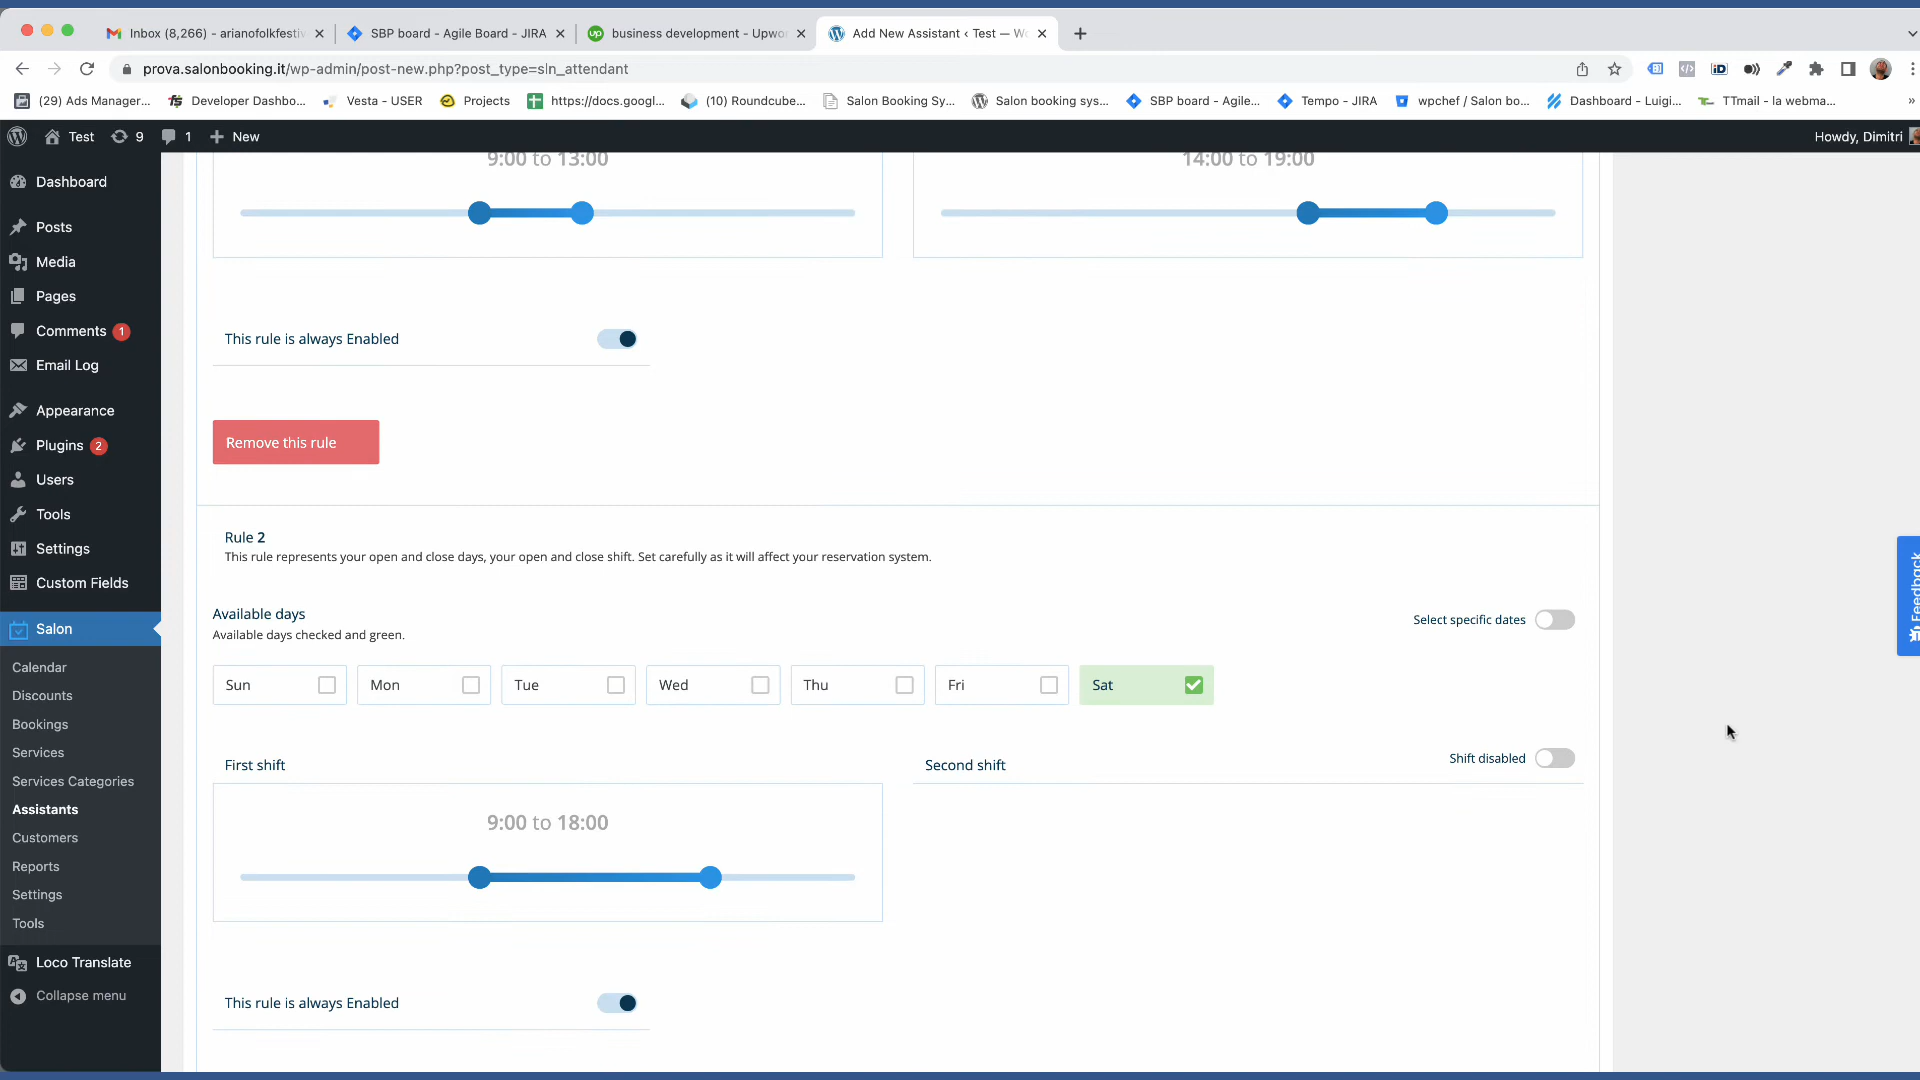 Inbox (8,266) - arianofolkfestiv
SBP board - Agile Board - JIRA
business development - Upwo
Add New Assistant ‹ Test — Wo
prova.salonbooking.it/wp-admin/post-new.php?post_type=sln_attendant
(29) Ads Manager...
Developer Dashbo...
Vesta - USER
Projects
https://docs.googl...
(10) Roundcube...
Salon Booking Sy...
Salon booking sys...
SBP board - Agile...
Tempo - JIRA
wpchef / Salon bo...
Dashboard - Luigi...
TTmail - la webma...
»
Test
9
1
New
Howdy, Dimitri
Dashboard
Posts
Media
Pages
Comments 1
Email Log
Appearance
Plugins 2
Users
Tools
Settings
Custom Fields
Salon
Calendar
Discounts
Bookings
Services
Services Categories
Assistants
Customers
Reports
Settings
Tools
Loco Translate
Collapse menu
9:00 to 13:00
14:00 to 19:00
This rule is always Enabled
Remove this rule
Rule 2
This rule represents your open and close days, your open and close shift. Set carefully as it will affect your reservation system.
Available days
Available days checked and green.
Select specific dates
Sun
Mon
Tue
Wed
Thu
Fri
Sat
First shift
Second shift
Shift disabled
9:00 to 18:00
This rule is always Enabled
Feedback